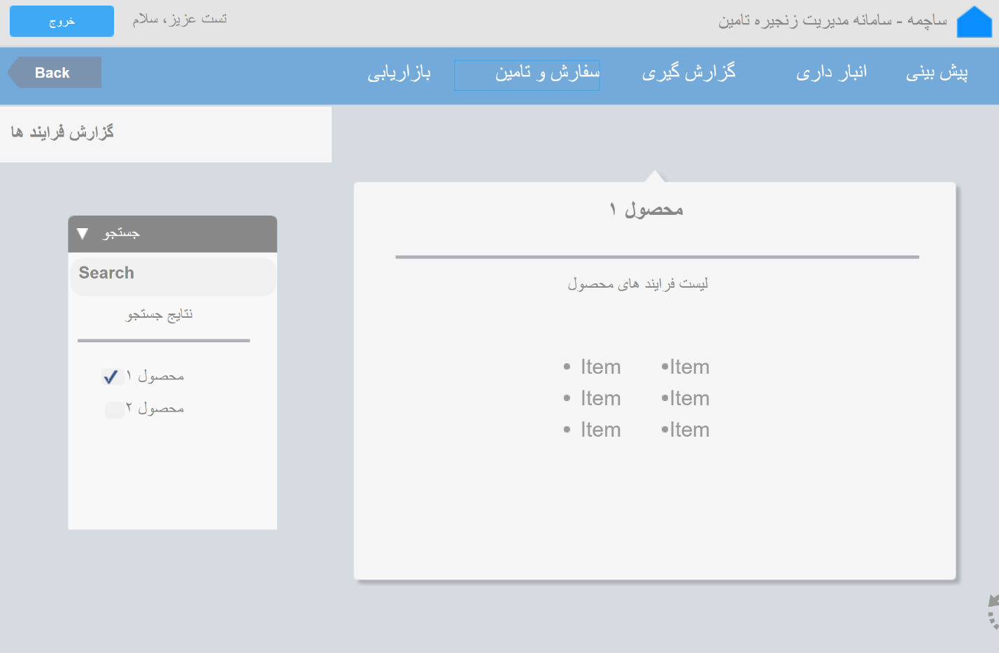 ساچمه - سامانه مدیریت زنجیره تامین
تست عزیز، سلام
خروج
پیش بینی
انبار داری
گزارش گیری
سفارش و تامین
بازاریابی
Back
گزارش فرایند ها
محصول ۱
لیست فرایند های محصول
• Item •Item
• Item •Item
• Item •Item
جستجو
Search
نتایج جستجو
محصول ۱
محصول ۲